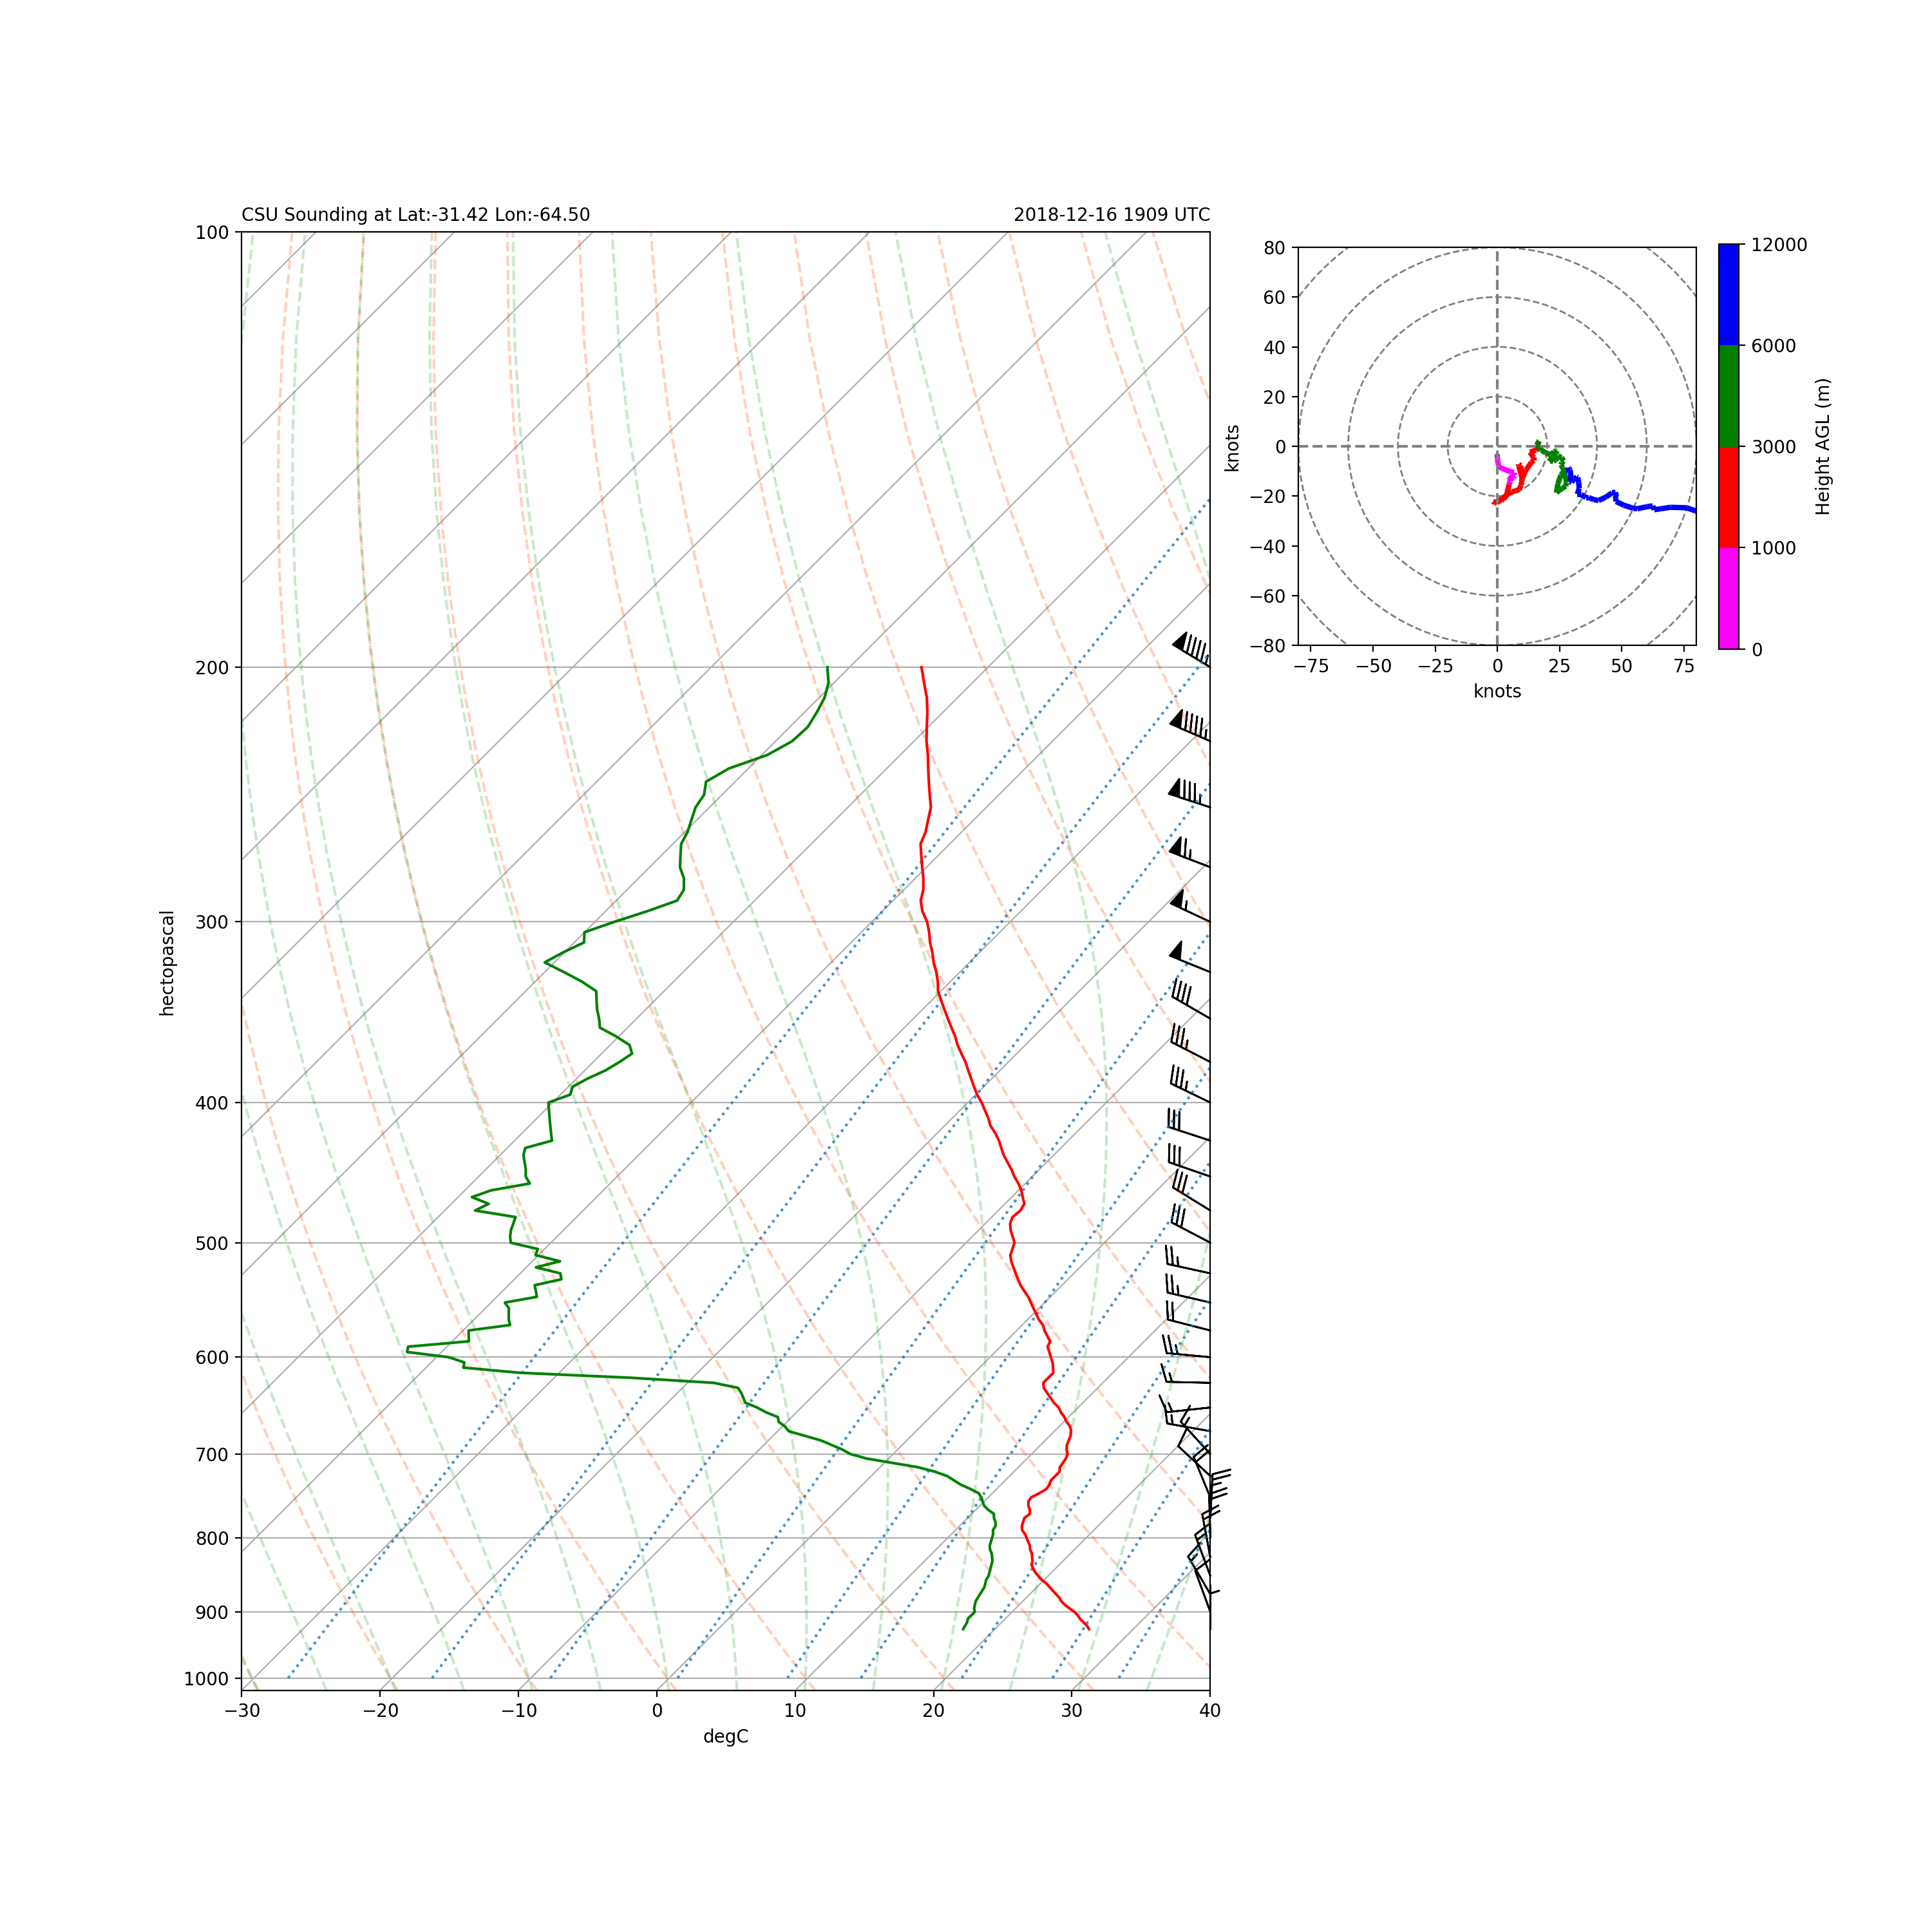 CSU Sounding at Lat:-31.42 Lon:-64.50
2018-12-16 1909 UTC
100
200
300
400
500
600
700
800
900
1000
hectopascal
−30 −20 −10 0 10 20 30 40
degC
80
60
40
20
0
−20
−40
−60
−80
knots
−75 −50 −25 0 25 50 75
knots
12000
6000
3000
1000
0
Height AGL (m)